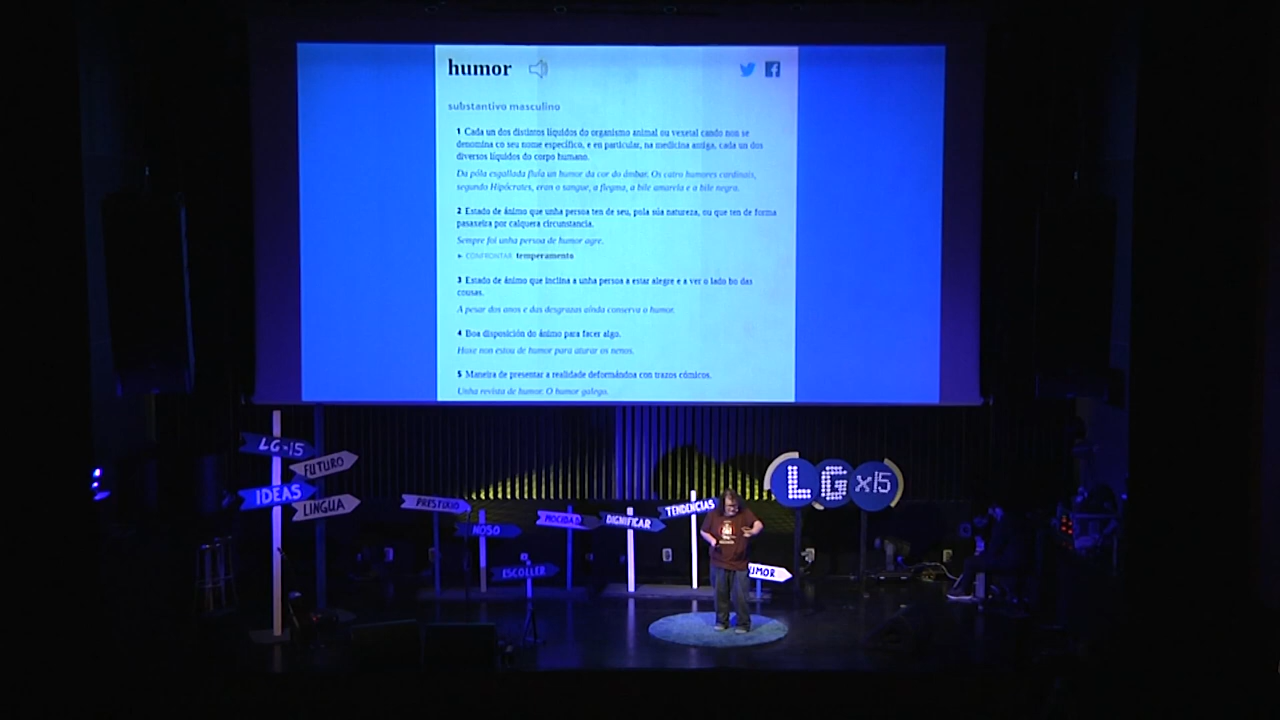 humor
substantivo masculino
1 Cada un dos distintos líquidos do organismo animal ou vexetal cando non se
denomina co seu nome específico, e en particular, na medicina antiga, cada un dos
diversos líquidos do corpo humano.
Da póla esgallada fluía un humor da cor do ámbar. Os catro humores cardinais,
segundo Hipócrates, eran o sangue, a flegma, a bile amarela e a bile negra.
2 Estado de ánimo que unha persoa ten de seu, pola súa natureza, ou que ten de forma
pasaxeira por calquera circunstancia.
Sempre foi unha persoa de humor agre.
CONFRONTAR temperamento
3 Estado de ánimo que inclina a unha persoa a estar alegre e a ver o lado bo das
cousas.
A pesar dos anos e das desgrazas aínda conserva o humor.
4 Boa disposición do ánimo para facer algo.
Hoxe non estou de humor para aturar os nenos.
5 Maneira de presentar a realidade deformándoa con trazos cómicos.
Unha revista de humor. O humor galego.
LG-15
FUTURO
IDEAS
LINGUA
PRESTIXIO
NOSO
MOCIDADE
ESCOLLER
DIGNIFICAR
TENDENCIAS
UMOR
LGx15